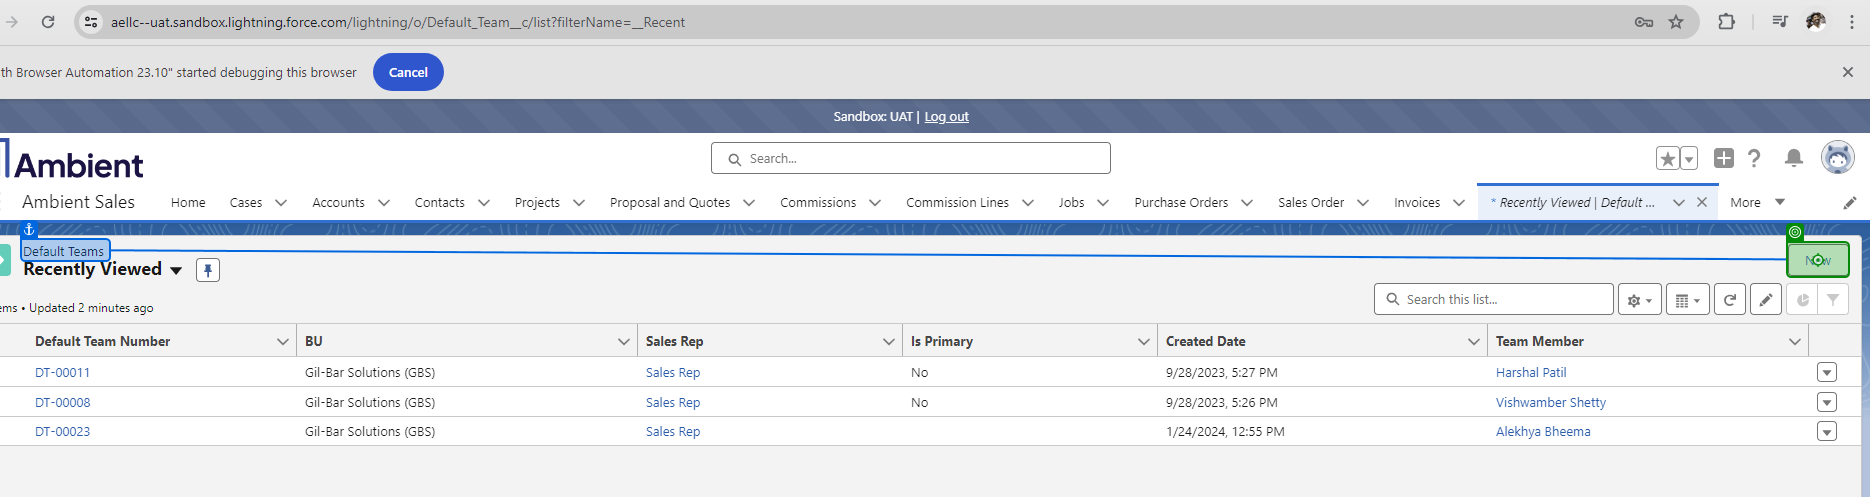 aellc--uat.sandbox.lightning.force.com/lightning/o/Default_Team__c/list?filterName=__Recent
th Browser Automation 23.10" started debugging this browser Cancel
Sandbox: UAT | Log out
Ambient Search...
Ambient Sales Home Cases Accounts Contacts Projects Proposal and Quotes Commissions Commission Lines Jobs Purchase Orders Sales Order Invoices * Recently Viewed | Default ... More
Default Teams New
Recently Viewed
ems • Updated 2 minutes ago Search this list...
Default Team Number BU Sales Rep Is Primary Created Date Team Member
DT-00011 Gil-Bar Solutions (GBS) Sales Rep No 9/28/2023, 5:27 PM Harshal Patil
DT-00008 Gil-Bar Solutions (GBS) Sales Rep No 9/28/2023, 5:26 PM Vishwamber Shetty
DT-00023 Gil-Bar Solutions (GBS) Sales Rep 1/24/2024, 12:55 PM Alekhya Bheema